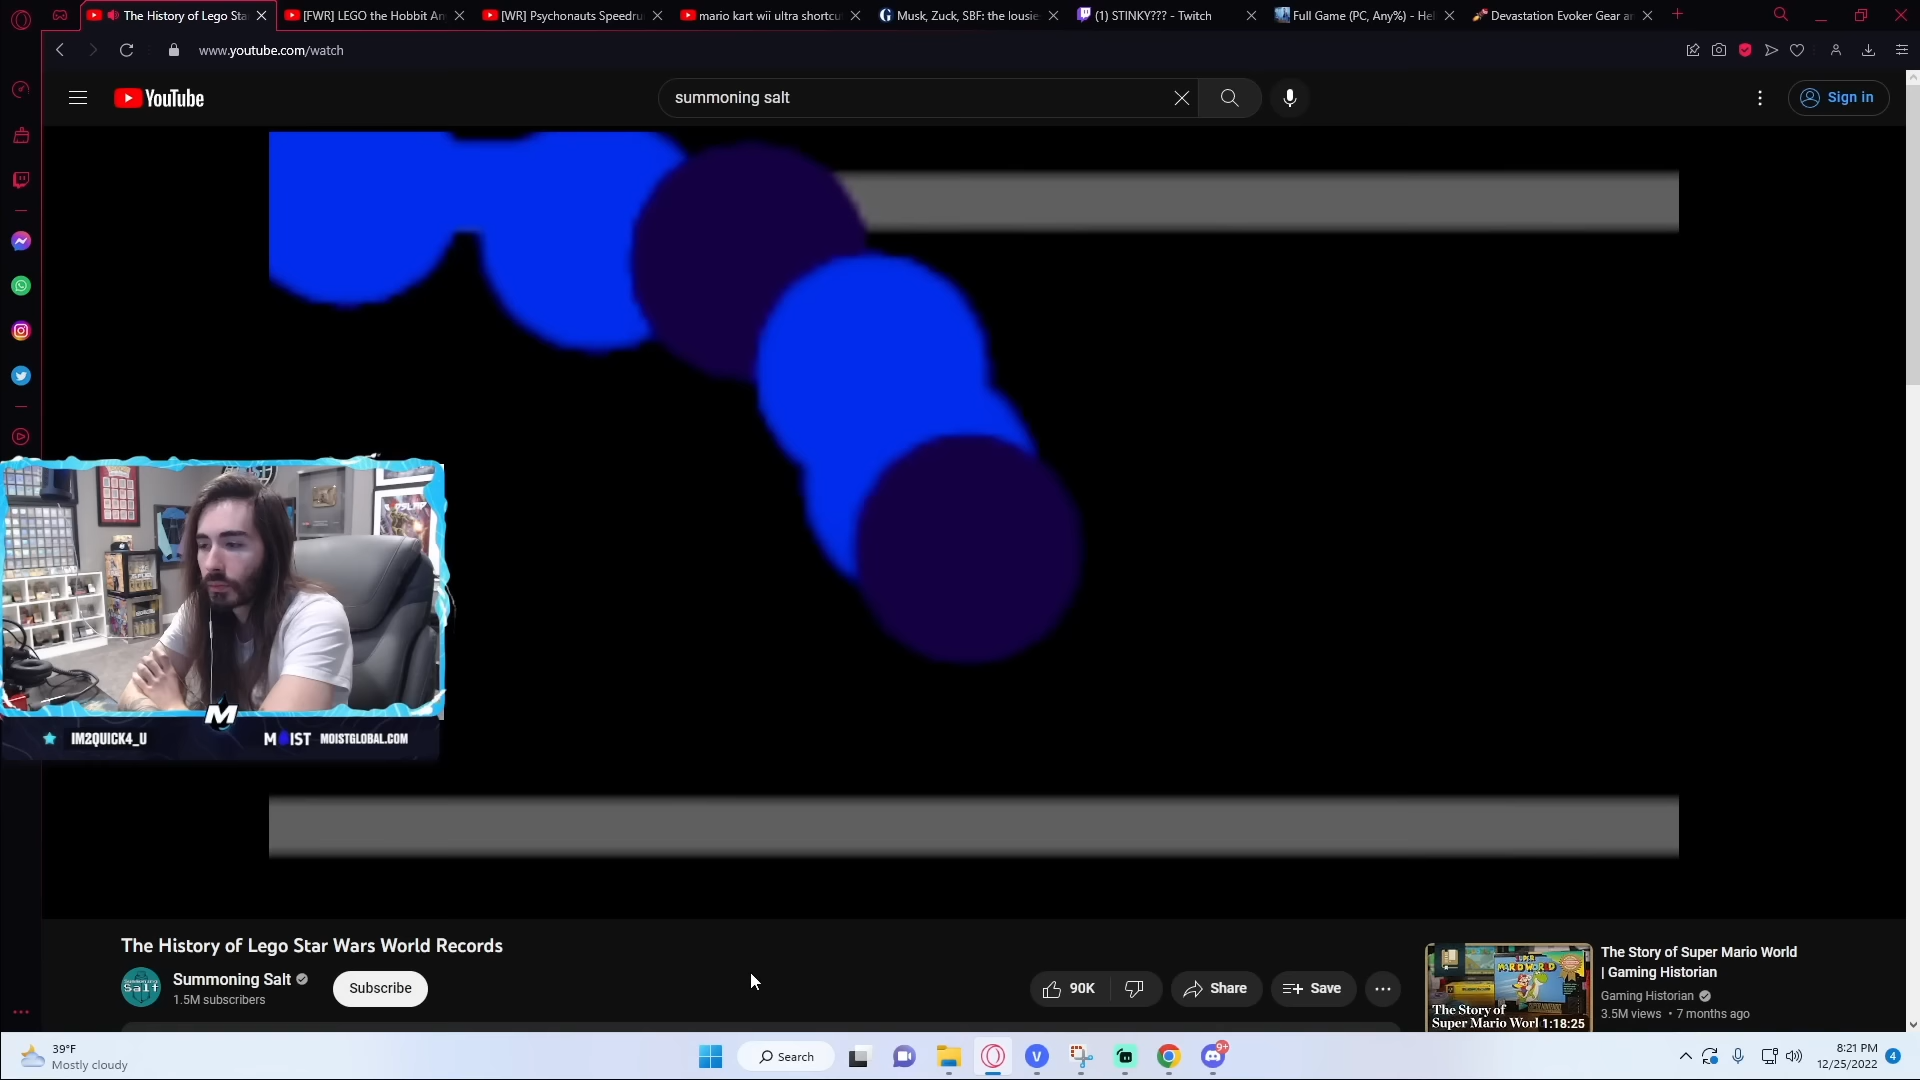 The History of Lego Sta
[FWR] LEGO the Hobbit An
[WR] Psychonauts Speedru
mario kart wii ultra shortcu
Musk, Zuck, SBF: the lousie
(1) STINKY??? - Twitch
Full Game (PC, Any%) - Hel
Devastation Evoker Gear an
www.youtube.com/watch
YouTube
summoning salt
Sign in
M
IM2QUICK4_U
MOIST
MOISTGLOBAL.COM
The History of Lego Star Wars World Records
Summoning Salt
1.5M subscribers
Subscribe
90K
Share
Save
The Story of
Super Mario Worl
1:18:25
The Story of Super Mario World
| Gaming Historian
Gaming Historian
3.5M views • 7 months ago
39°F
Mostly cloudy
Search
V
9+
8:21 PM
12/25/2022
4